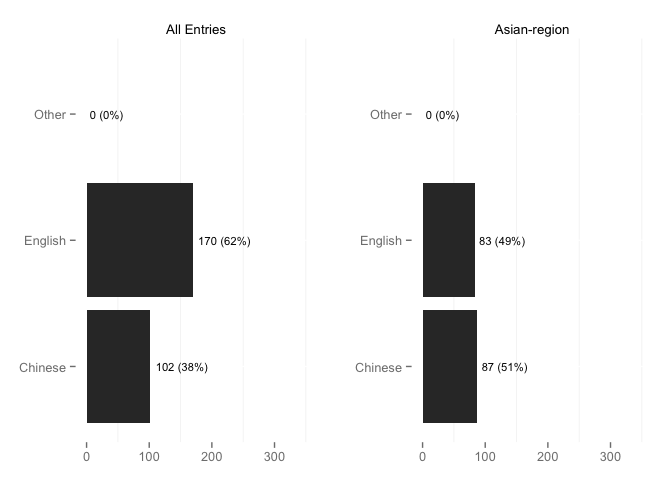 All Entries
Other
0 (0%)
English
170 (62%)
Chinese
102 (38%)
0 100 200 300
Asian-region
Other
0 (0%)
English
83 (49%)
Chinese
87 (51%)
0 100 200 300